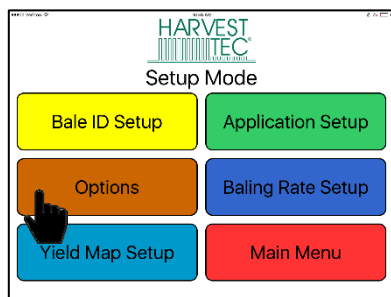 HARVEST
TEC
Setup Mode
Bale ID Setup
Application Setup
Options
Baling Rate Setup
Yield Map Setup
Main Menu